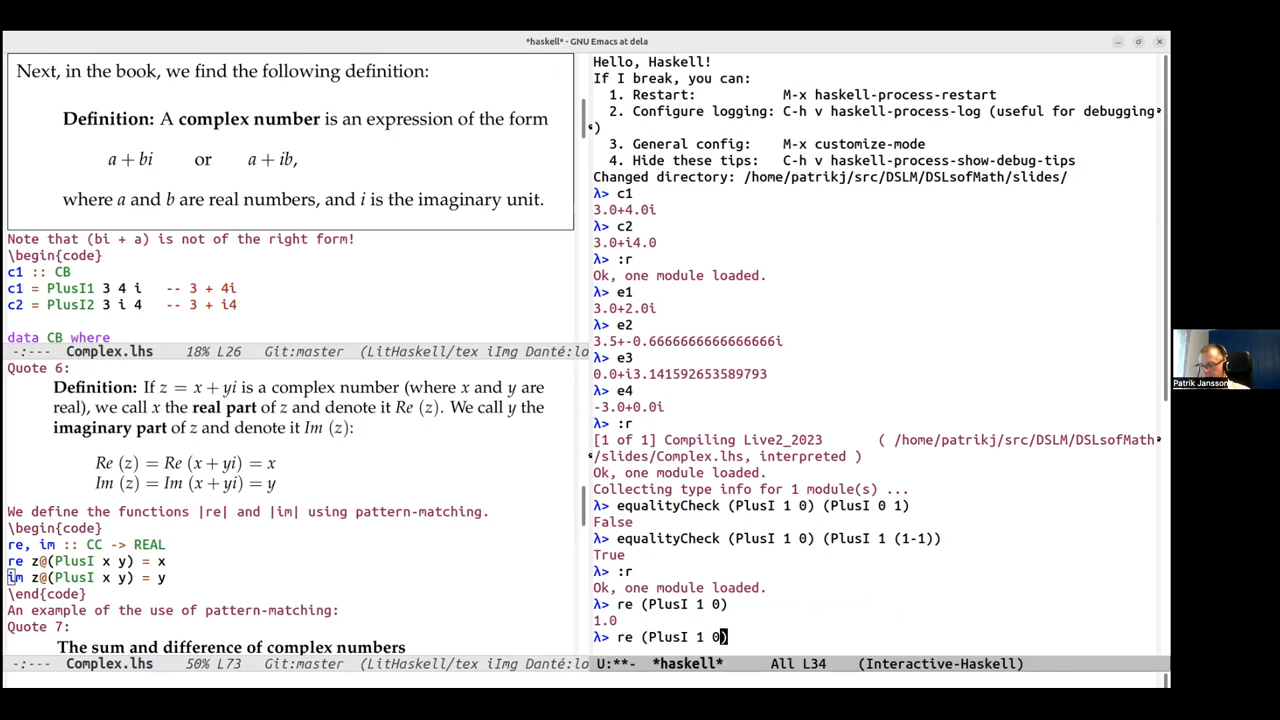 *haskell* - GNU Emacs at dela
Next, in the book, we find the following definition:
Definition: A complex number is an expression of the form
a + bi or a + ib,
where a and b are real numbers, and i is the imaginary unit.
Note that (bi + a) is not of the right form!
\begin{code}
c1 :: CB
c1 = PlusI1 3 4 i -- 3 + 4i
c2 = PlusI2 3 i 4 -- 3 + i4
data CB where
-:--- Complex.lhs 18% L26 Git:master (LitHaskell/tex iImg Danté:lo
Quote 6:
Definition: If z = x + yi is a complex number (where x and y are
real), we call x the real part of z and denote it Re (z). We call y the
imaginary part of z and denote it Im (z):
Re (z) = Re (x + yi) = x
Im (z) = Im (x + yi) = y
We define the functions |re| and |im| using pattern-matching.
\begin{code}
re, im :: CC -> REAL
re z@(PlusI x y) = x
im z@(PlusI x y) = y
\end{code}
An example of the use of pattern-matching:
Quote 7:
The sum and difference of complex numbers
-:--- Complex.lhs 50% L73 Git:master (LitHaskell/tex iImg Danté:lo
Hello, Haskell!
If I break, you can:
1. Restart: M-x haskell-process-restart
2. Configure logging: C-h v haskell-process-log (useful for debugging
)
3. General config: M-x customize-mode
4. Hide these tips: C-h v haskell-process-show-debug-tips
Changed directory: /home/patrikj/src/DSLM/DSLsofMath/slides/
λ> c1
3.0+4.0i
λ> c2
3.0+i4.0
λ> :r
Ok, one module loaded.
λ> e1
3.0+2.0i
λ> e2
3.5+-0.6666666666666666i
λ> e3
0.0+i3.141592653589793
λ> e4
-3.0+0.0i
λ> :r
[1 of 1] Compiling Live2_2023 ( /home/patrikj/src/DSLM/DSLsofMath
/slides/Complex.lhs, interpreted )
Ok, one module loaded.
Collecting type info for 1 module(s) ...
λ> equalityCheck (PlusI 1 0) (PlusI 0 1)
False
λ> equalityCheck (PlusI 1 0) (PlusI 1 (1-1))
True
λ> :r
Ok, one module loaded.
λ> re (PlusI 1 0)
1.0
λ> re (PlusI 1 0)
U:**- *haskell* All L34 (Interactive-Haskell)
Patrik Jansson